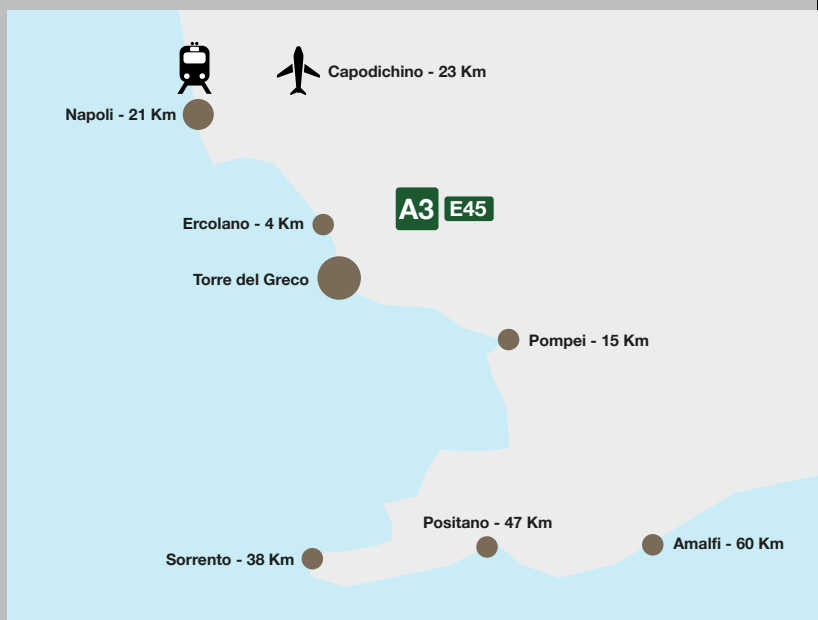 Capodichino - 23 Km
Napoli - 21 Km
A3 E45
Ercolano - 4 Km
Torre del Greco
Pompei - 15 Km
Positano - 47 Km
Amalfi - 60 Km
Sorrento - 38 Km